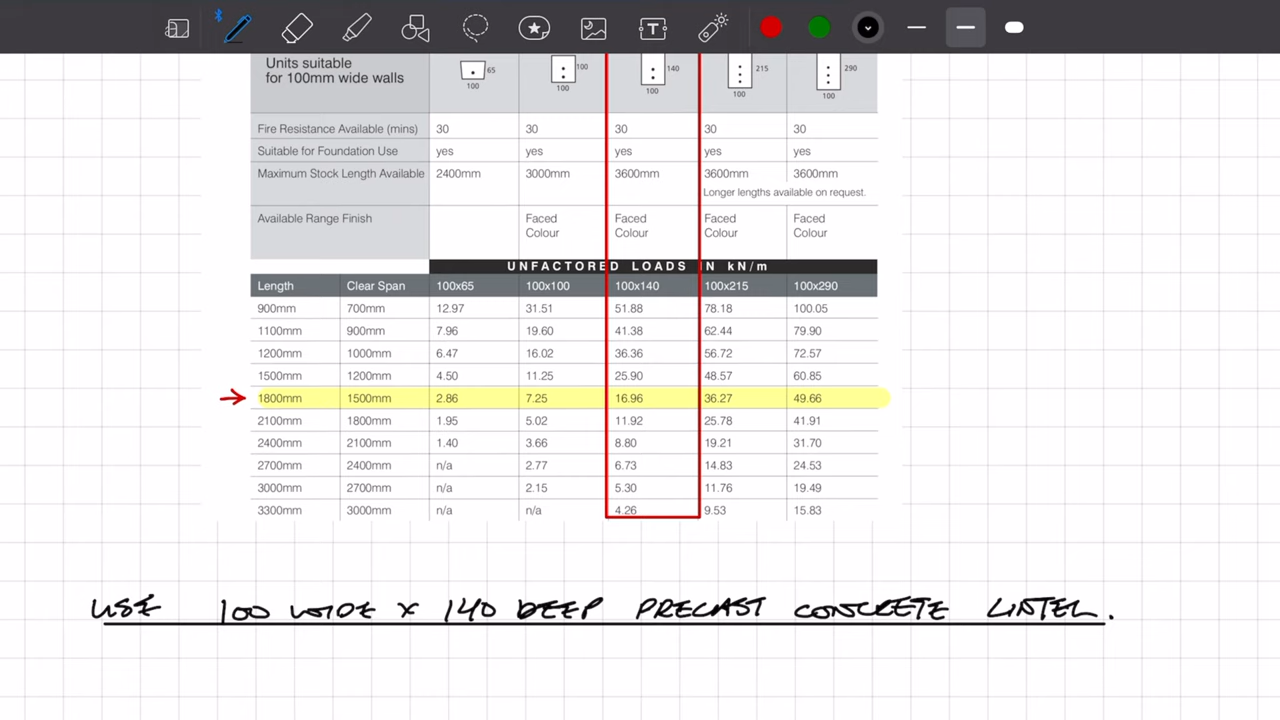 Units suitable
for 100mm wide walls
65
100
100
100
140
100
215
100
290
100
Fire Resistance Available (mins) 30 30 30 30 30
Suitable for Foundation Use yes yes yes yes yes
Maximum Stock Length Available 2400mm 3000mm 3600mm 3600mm 3600mm
Longer lengths available on request.
Available Range Finish Faced Faced Faced Faced
Colour Colour Colour Colour
UNFACTORED LOADS IN kN/m
Length Clear Span 100x65 100x100 100x140 100x215 100x290
900mm 700mm 12.97 31.51 51.88 78.18 100.05
1100mm 900mm 7.96 19.60 41.38 62.44 79.90
1200mm 1000mm 6.47 16.02 36.36 56.72 72.57
1500mm 1200mm 4.50 11.25 25.90 48.57 60.85
1800mm 1500mm 2.86 7.25 16.96 36.27 49.66
2100mm 1800mm 1.95 5.02 11.92 25.78 41.91
2400mm 2100mm 1.40 3.66 8.80 19.21 31.70
2700mm 2400mm n/a 2.77 6.73 14.83 24.53
3000mm 2700mm n/a 2.15 5.30 11.76 19.49
3300mm 3000mm n/a n/a 4.26 9.53 15.83
USE 100 WIDE x 140 DEEP PRECAST CONCRETE LINTEL.